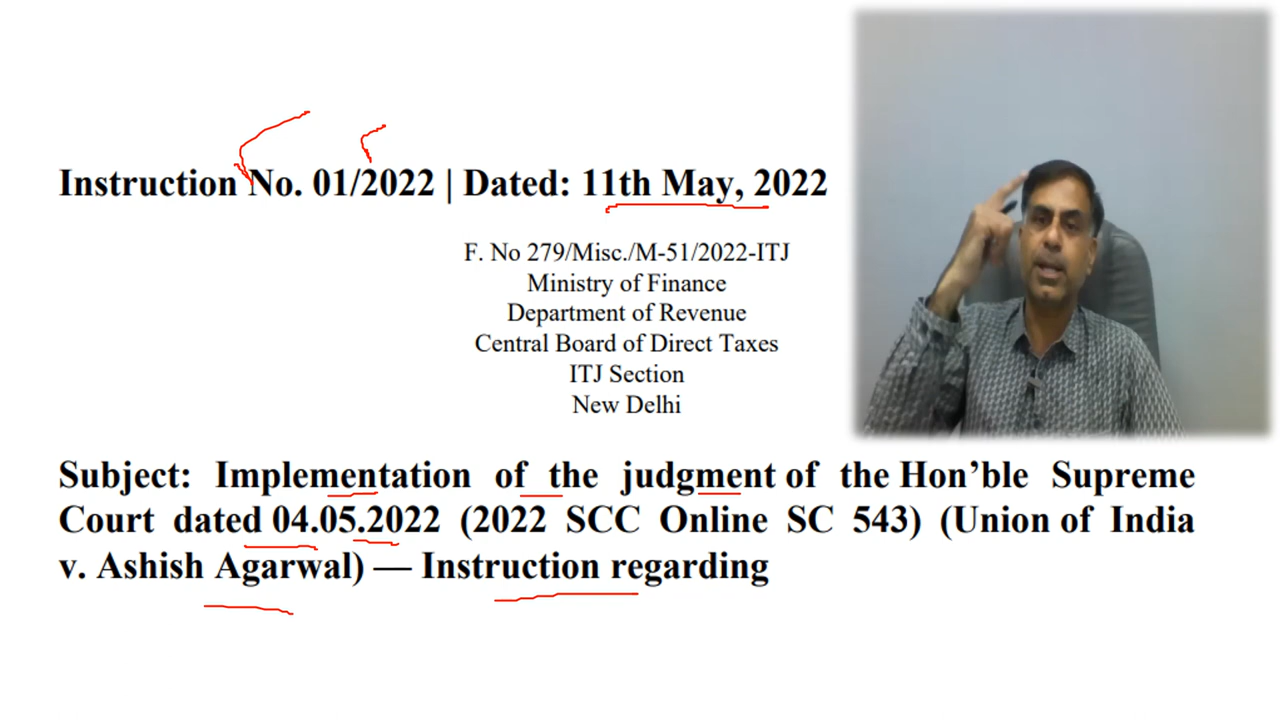 Instruction No. 01/2022 | Dated: 11th May, 2022
F. No 279/Misc./M-51/2022-ITJ
Ministry of Finance
Department of Revenue
Central Board of Direct Taxes
ITJ Section
New Delhi
Subject: Implementation of the judgment of the Hon’ble Supreme
Court dated 04.05.2022 (2022 SCC Online SC 543) (Union of India
v. Ashish Agarwal) — Instruction regarding